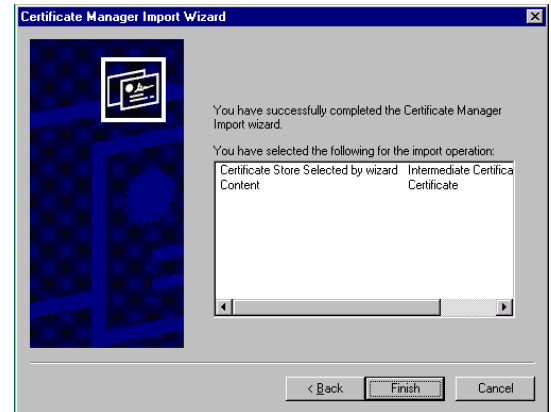 Certificate Manager Import Wizard
You have successfully completed the Certificate Manager
Import wizard.
You have selected the following for the import operation:
Certificate Store Selected by wizard Intermediate Certifica
Content Certificate
< Back Finish Cancel